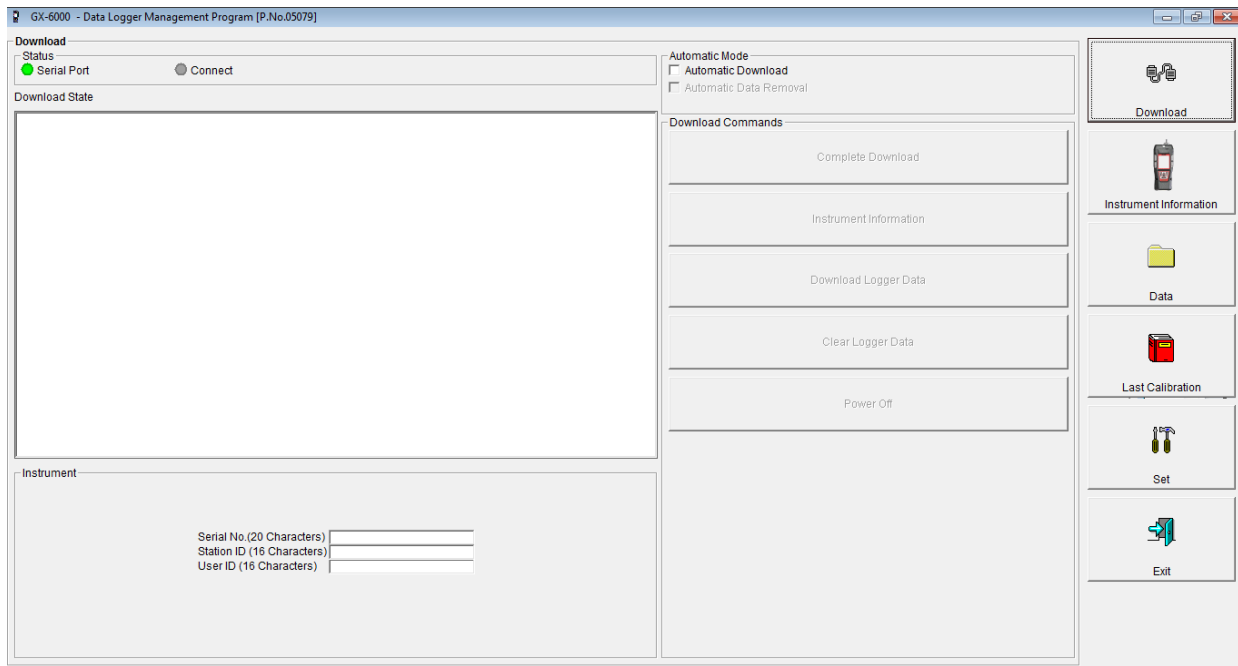 GX-6000 - Data Logger Management Program [P.No.05079]
Download
Status
Serial Port
Connect
Download State
Automatic Mode
Automatic Download
Automatic Data Removal
Download Commands
Complete Download
Instrument Information
Download Logger Data
Clear Logger Data
Power Off
Instrument
Serial No.(20 Characters)
Station ID (16 Characters)
User ID (16 Characters)
Download
Instrument Information
Data
Last Calibration
Set
Exit